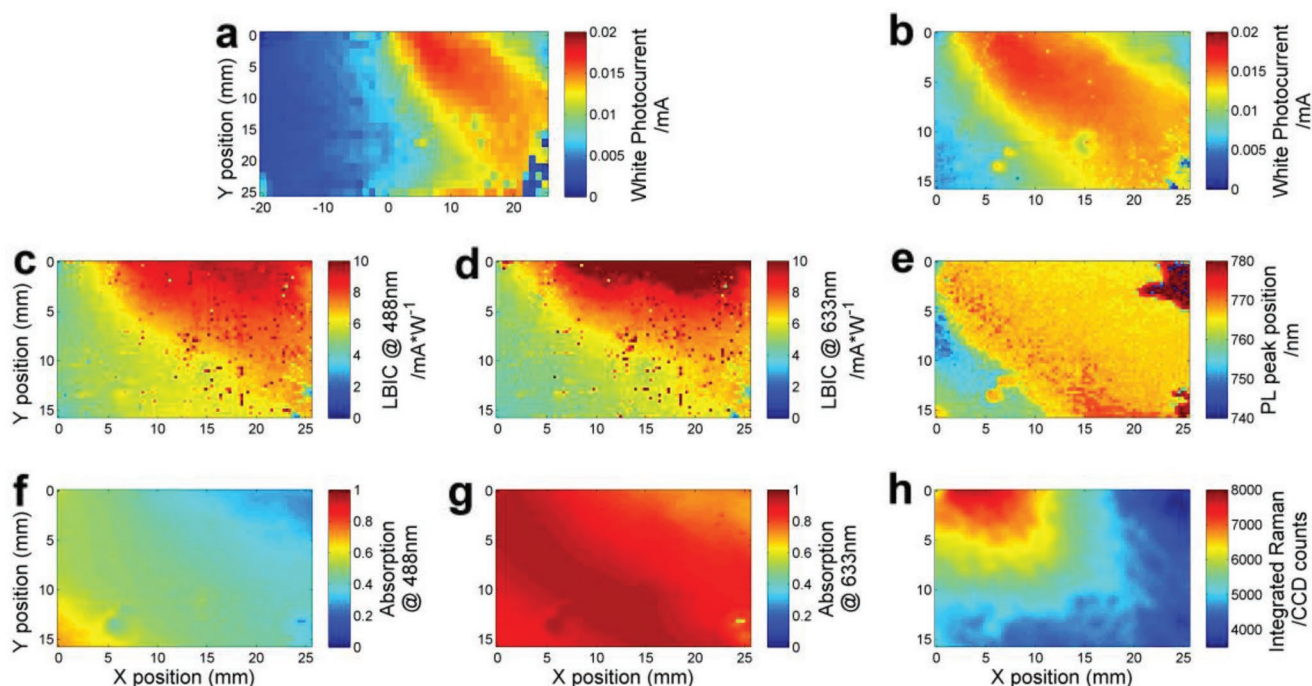 a
Y position (mm)
0
5
10
15
20
25
-20 -10 0 10 20
0.02
0.015
0.01
0.005
0
White Photocurrent
/mA
b
0
5
10
15
0 5 10 15 20 25
0.02
0.015
0.01
0.005
0
White Photocurrent
/mA
c
Y position (mm)
0
5
10
15
0 5 10 15 20 25
10
8
6
4
2
0
LBIC @ 488nm
/mA*W-1
d
0
5
10
15
0 5 10 15 20 25
10
8
6
4
2
0
LBIC @ 633nm
/mA*W-1
e
0
5
10
15
0 5 10 15 20 25
780
770
760
750
740
PL peak position
/nm
f
Y position (mm)
0
5
10
15
0 5 10 15 20 25
X position (mm)
1
0.8
0.6
0.4
0.2
0
Absorption
@ 488nm
g
0
5
10
15
0 5 10 15 20 25
X position (mm)
1
0.8
0.6
0.4
0.2
0
Absorption
@ 633nm
h
0
5
10
15
0 5 10 15 20 25
X position (mm)
8000
7000
6000
5000
4000
Integrated Raman
/CCD counts